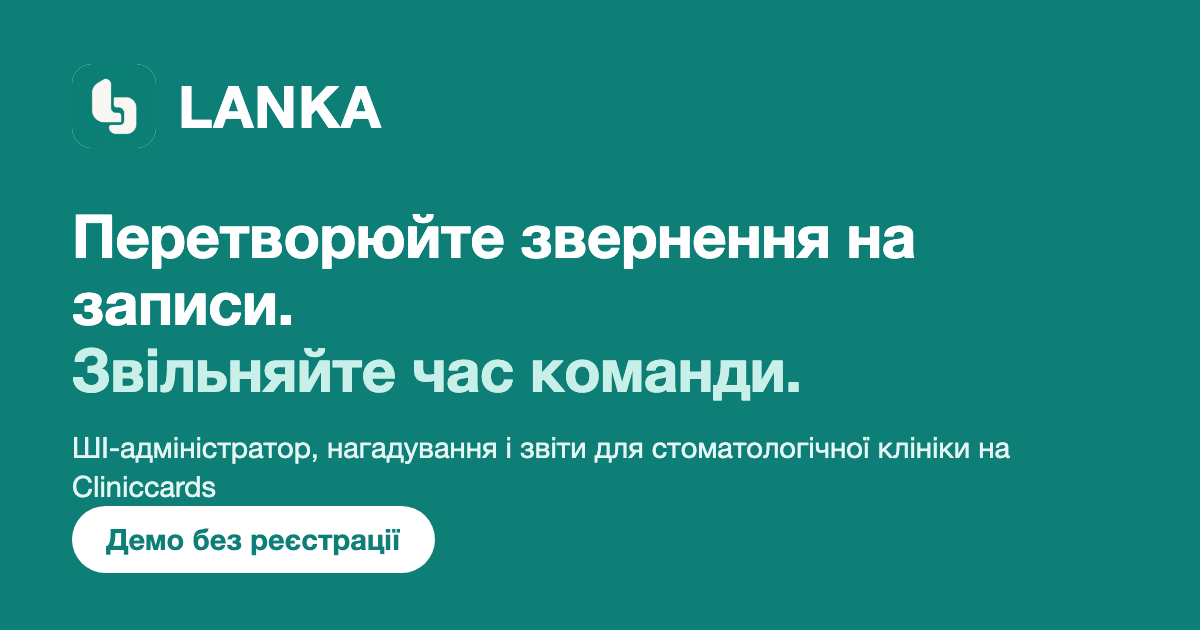 LANKA
Перетворюйте звернення на
записи.
Звільняйте час команди.
ШІ-адміністратор, нагадування і звіти для стоматологічної клініки на
Cliniccards
Демо без реєстрації